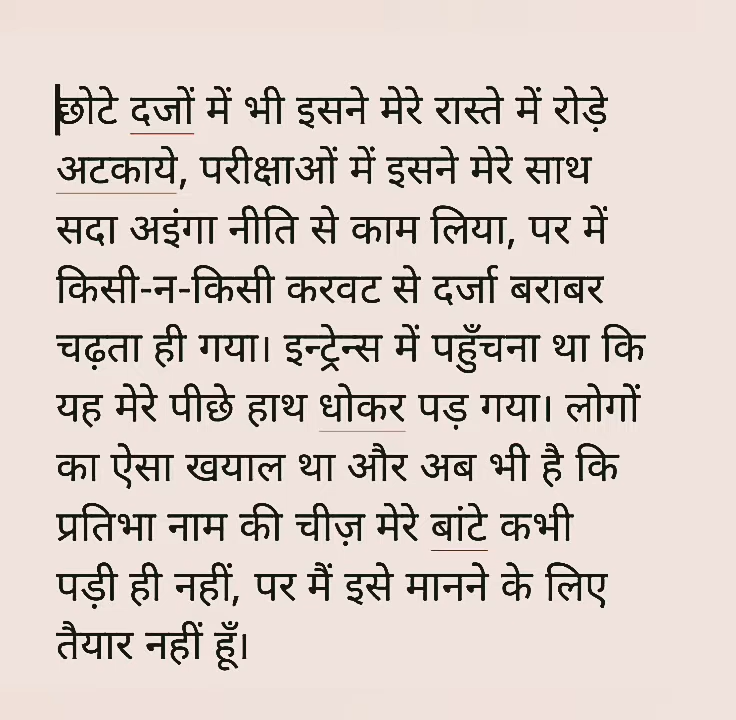 छोटे दजों में भी इसने मेरे रास्ते में रोड़े
अटकाये, परीक्षाओं में इसने मेरे साथ
सदा अइंगा नीति से काम लिया, पर में
किसी-न-किसी करवट से दर्जा बराबर
चढ़ता ही गया। इन्ट्रेन्स में पहुँचना था कि
यह मेरे पीछे हाथ धोकर पड़ गया। लोगों
का ऐसा खयाल था और अब भी है कि
प्रतिभा नाम की चीज़ मेरे बांटे कभी
पड़ी ही नहीं, पर मैं इसे मानने के लिए
तैयार नहीं हूँ।